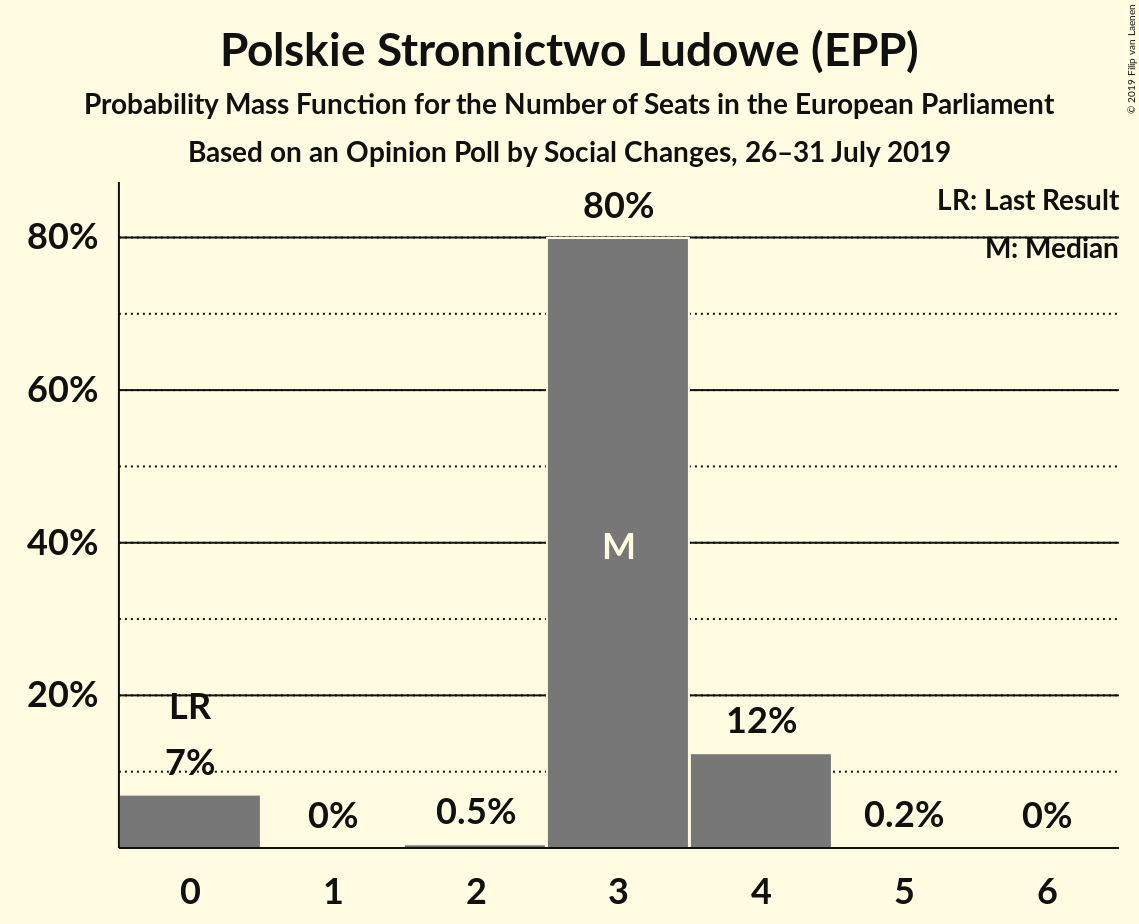 Polskie Stronnictwo Ludowe (EPP)
Probability Mass Function for the Number of Seats in the European Parliament
Based on an Opinion Poll by Social Changes, 26–31 July 2019
© 2019 Filip van Laenen
LR: Last Result
M: Median
80%
60%
40%
20%
LR
7%
0%
0.5%
80%
M
12%
0.2%
0%
0 1 2 3 4 5 6